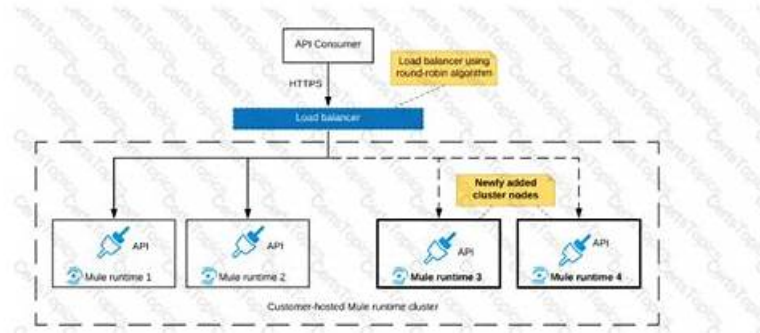 API Consumer
Load balancer using
round-robin algorithm
HTTPS
Load balancer
Newly added
cluster nodes
API
API
API
API
Mule runtime 1
Mule runtime 2
Mule runtime 3
Mule runtime 4
Customer-hosted Mule runtime cluster
CertsTopics